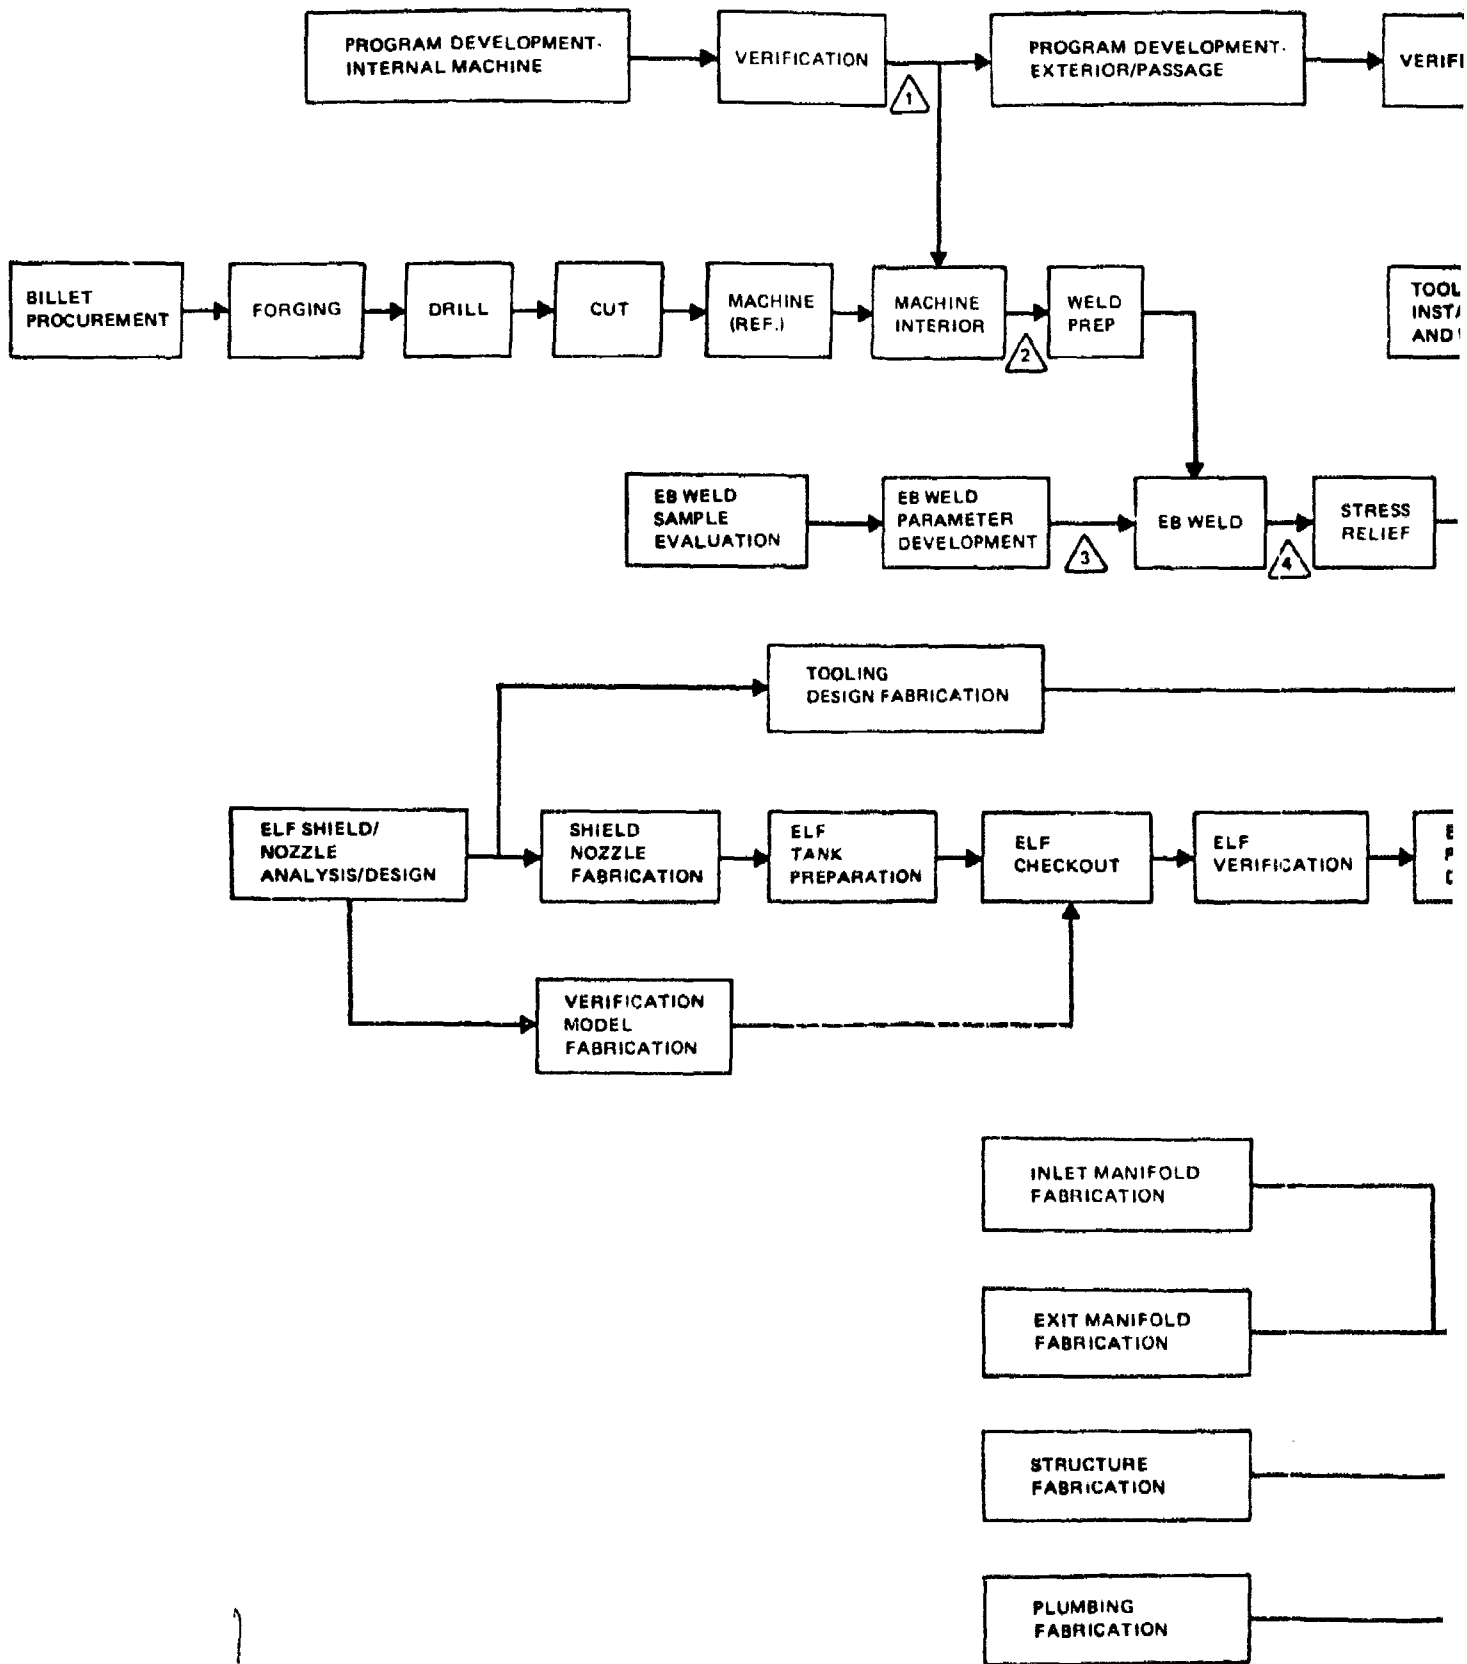 PROGRAM DEVELOPMENT-
INTERNAL MACHINE
VERIFICATION
1
PROGRAM DEVELOPMENT-
EXTERIOR/PASSAGE
BILLET
PROCUREMENT
FORGING
DRILL
CUT
MACHINE
(REF.)
MACHINE
INTERIOR
2
WELD
PREP
AND
EB WELD
SAMPLE
EVALUATION
EB WELD
PARAMETER
DEVELOPMENT
3
EB WELD
4
STRESS
RELIEF
TOOLING
DESIGN FABRICATION
ELF SHIELD/
NOZZLE
ANALYSIS/DESIGN
SHIELD
NOZZLE
FABRICATION
ELF
TANK
PREPARATION
ELF
CHECKOUT
ELF
VERIFICATION
VERIFICATION
MODEL
FABRICATION
INLET MANIFOLD
FABRICATION
EXIT MANIFOLD
FABRICATION
STRUCTURE
FABRICATION
PLUMBING
FABRICATION